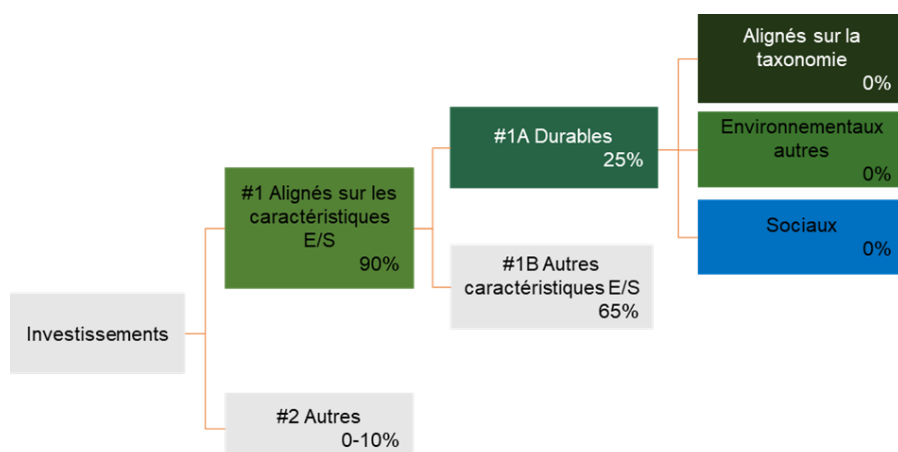 Alignés sur la
taxonomie
0%
#1A Durables
25%
Environnementaux
autres
0%
#1 Alignés sur les
caractéristiques
E/S
90%
Sociaux
0%
#1B Autres
caractéristiques E/S
65%
Investissements
#2 Autres
0-10%